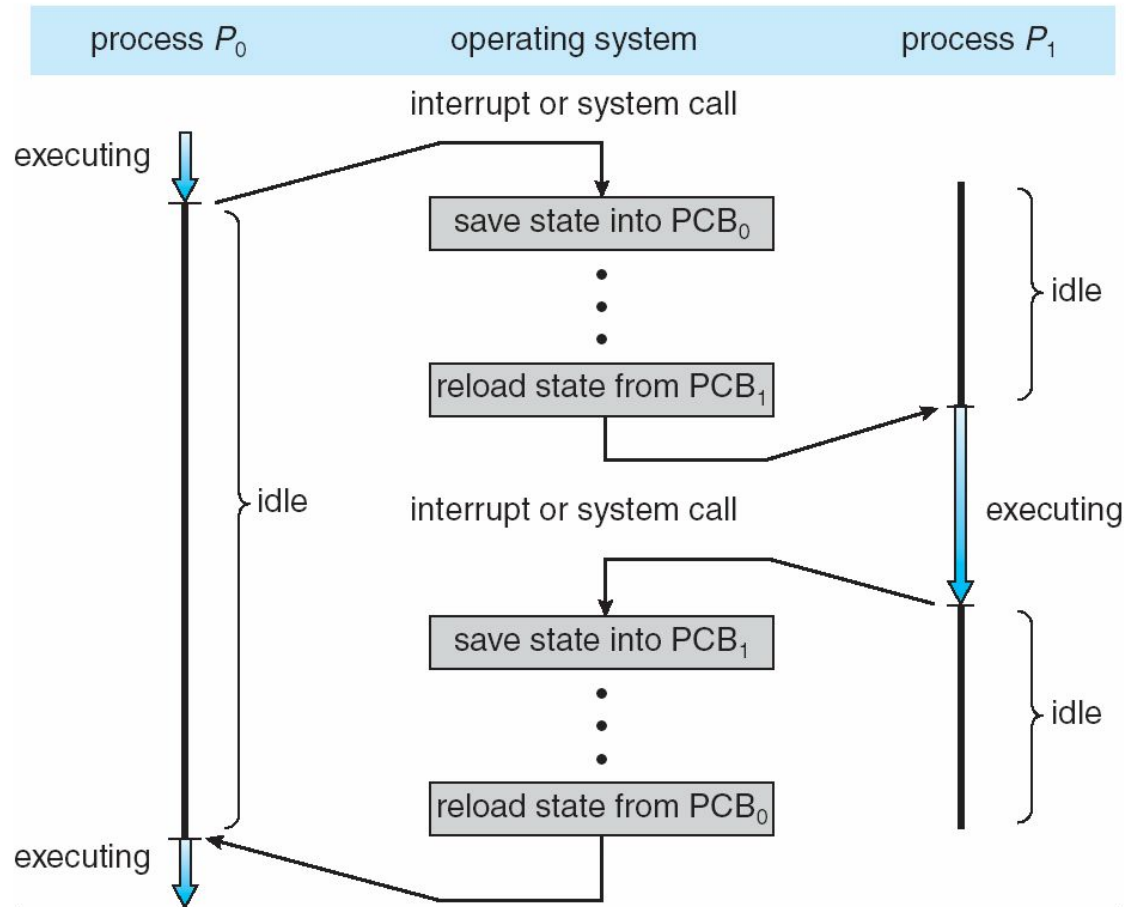 process P₀ operating system process P₁
interrupt or system call
executing
save state into PCB₀
idle
reload state from PCB₁
idle
interrupt or system call
executing
save state into PCB₁
idle
reload state from PCB₀
executing